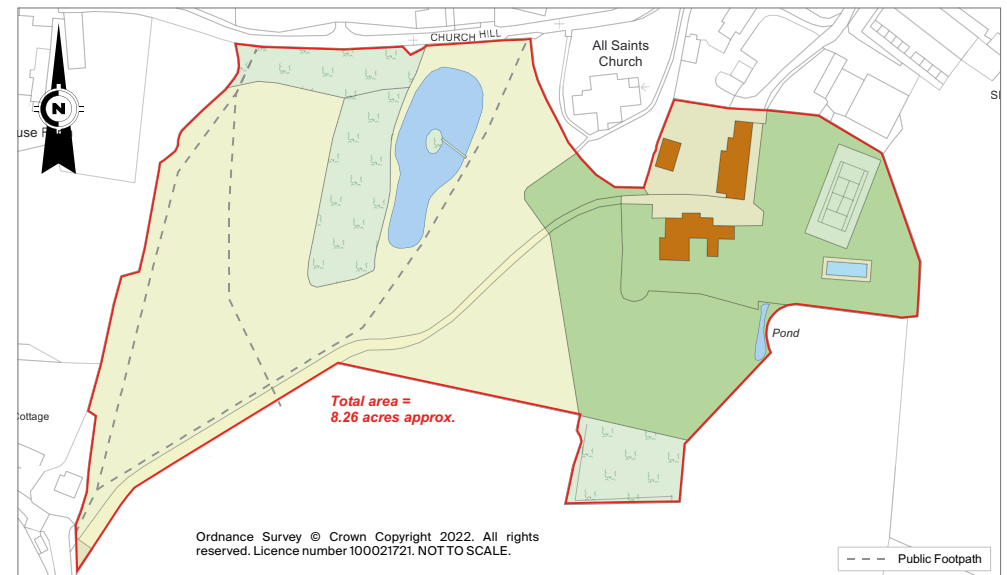 CHURCH HILL
All Saints
Church
N
Pond
Total area =
8.26 acres approx.
ottage
Ordnance Survey © Crown Copyright 2022. All rights
reserved. Licence number 100021721. NOT TO SCALE.
Public Footpath